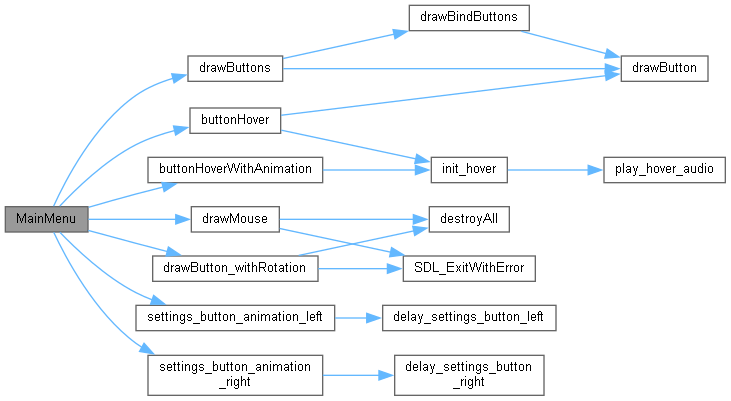 drawBindButtons
drawButtons
drawButton
buttonHover
buttonHoverWithAnimation
init_hover
play_hover_audio
MainMenu
drawMouse
destroyAll
drawButton_withRotation
SDL_ExitWithError
settings_button_animation_left
delay_settings_button_left
settings_button_animation
_right
delay_settings_button
_right